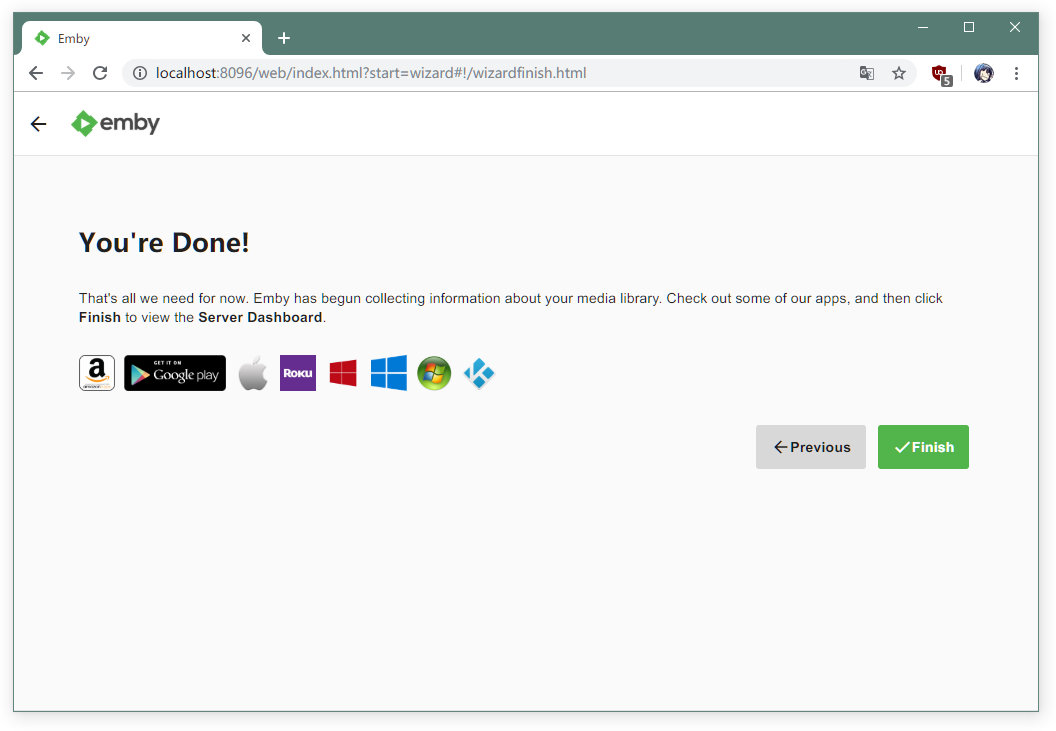 Emby
localhost:8096/web/index.html?start=wizard#!/wizardfinish.html
5
emby
You're Done!
That's all we need for now. Emby has begun collecting information about your media library. Check out some of our apps, and then click
Finish to view the Server Dashboard.
a
amazon
GET IT ON
Google play
ROKU
Previous
Finish